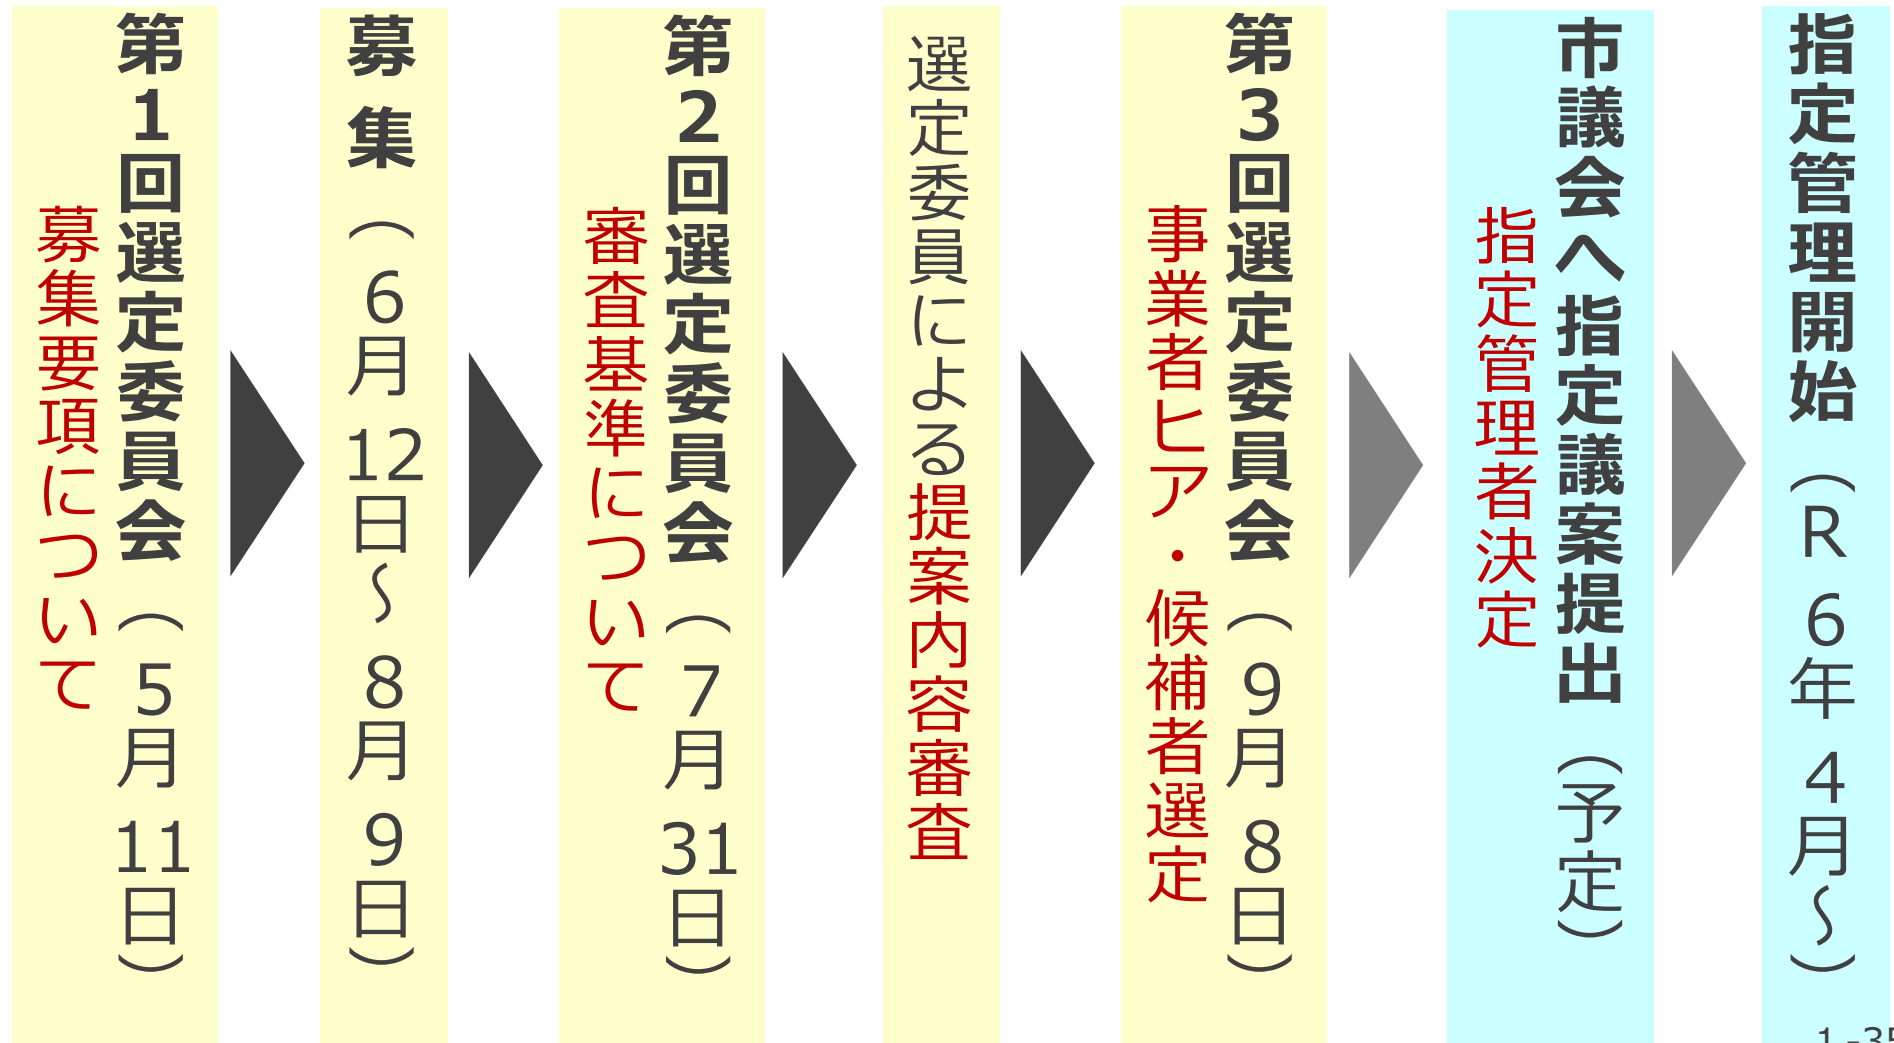 第1回選定委員会（5月11日）
募集要項について
募 集（6月12日～8月9日）
第2回選定委員会（7月31日）
審査基準について
選定委員による提案内容審査
第3回選定委員会（9月8日）
事業者ヒア・候補者選定
市議会へ指定議案提出（予定）
指定管理者決定
指定管理開始（R６年４月～）
1-35